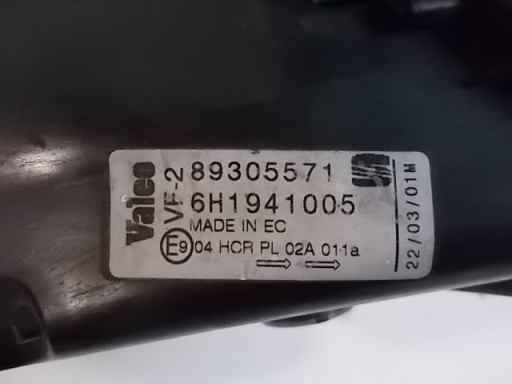 Valeo
VF-2
89305571
6H1941005
MADE IN EC
E9 04 HCR PL 02A 011a
22/03/01M